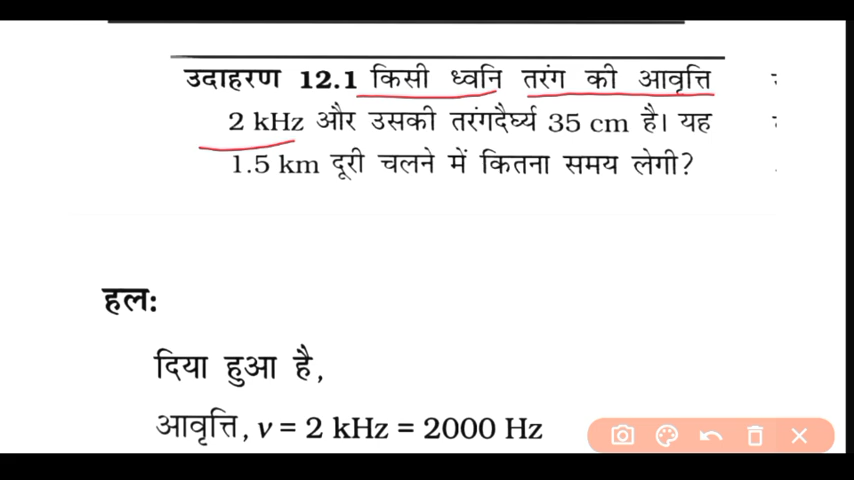 उदाहरण 12.1 किसी ध्वनि तरंग की आवृत्ति
2 kHz और उसकी तरंगदैर्घ्य 35 cm है। यह
1.5 km दूरी चलने में कितना समय लेगी?
हल:
दिया हुआ है,
आवृत्ति, ν = 2 kHz = 2000 Hz